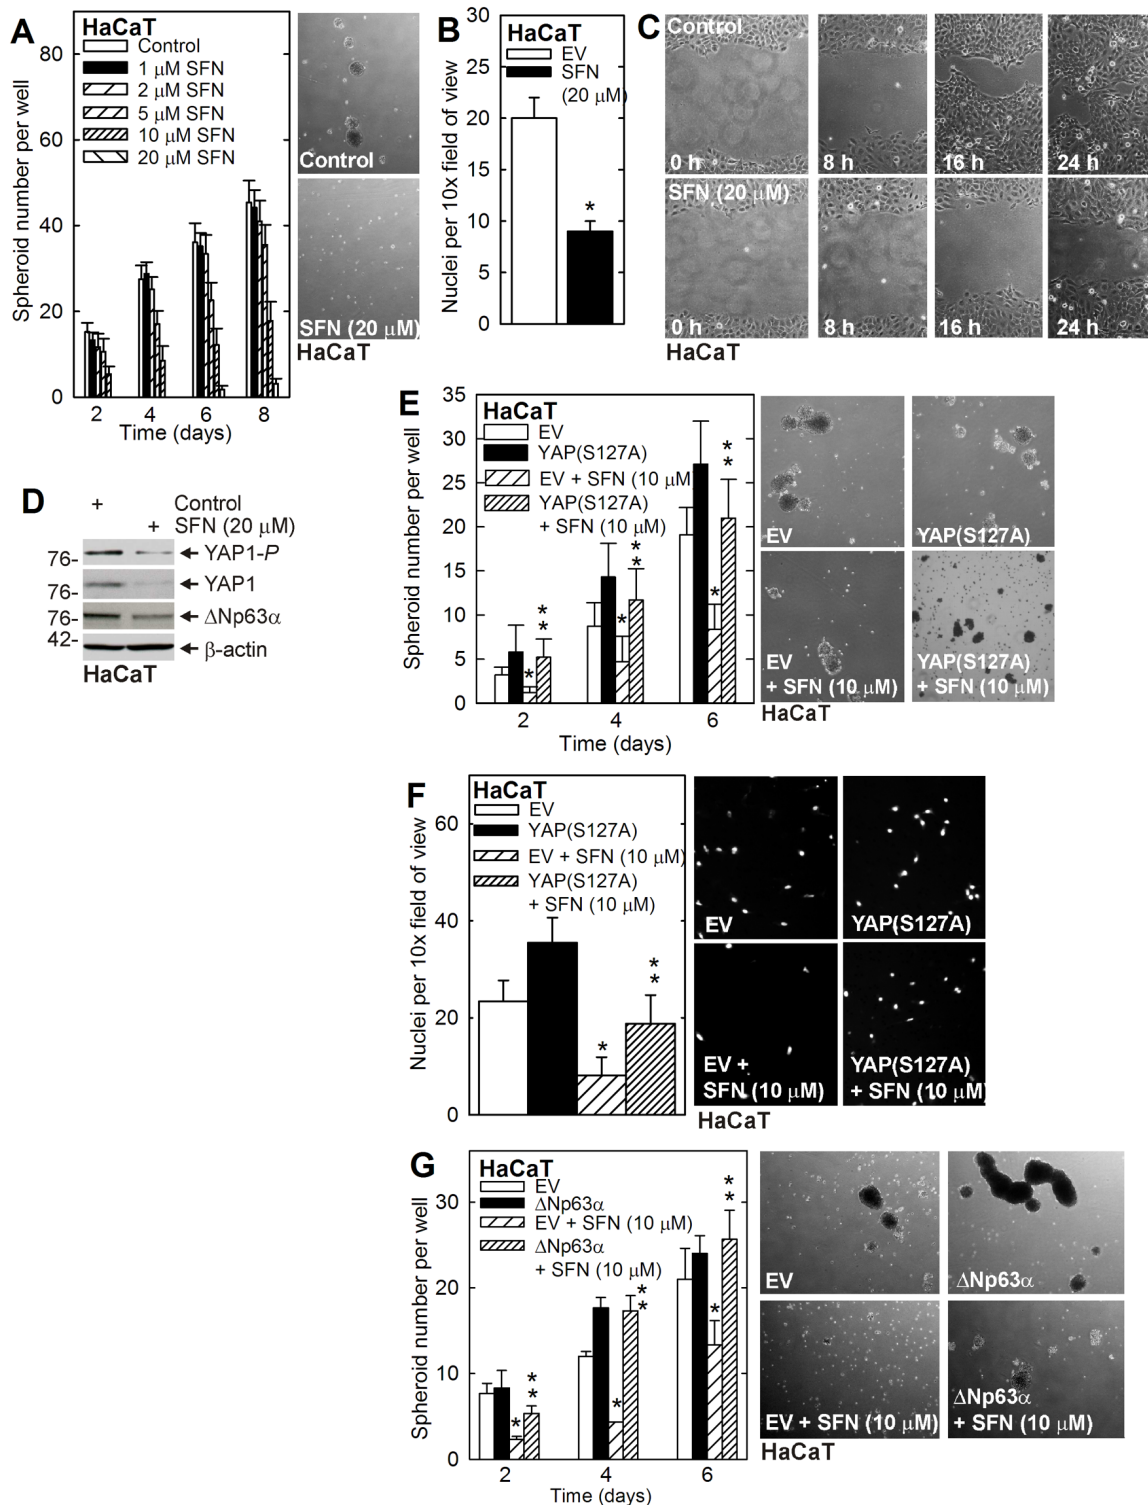 A
HaCaT
Control
1 μM SFN
2 μM SFN
5 μM SFN
10 μM SFN
20 μM SFN
Spheroid number per well
80
60
40
20
0
2 4 6 8
Time (days)
Control
SFN (20 μM)
HaCaT
B
HaCaT
EV
SFN
(20 μM)
Nuclei per 10x field of view
30
25
20
15
10
5
0
*
C
Control
0 h
8 h
16 h
24 h
SFN (20 μM)
0 h
8 h
16 h
24 h
HaCaT
D
+ Control
+ SFN (20 μM)
76- YAP1-P
76- YAP1
76- ΔNp63α
42- β-actin
HaCaT
E
HaCaT
EV
YAP(S127A)
EV + SFN (10 μM
YAP(S127A)
+ SFN (10 μM)
Spheroid number per well
35
30
25
20
15
10
5
0
* ** * ** * **
2 4 6
Time (days)
EV
YAP(S127A)
EV
+ SFN (10 μM)
YAP(S127A)
+ SFN (10 μM)
HaCaT
F
HaCaT
EV
YAP(S127A)
EV + SFN (10 μM)
YAP(S127A)
+ SFN (10 μM)
Nuclei per 10x field of view
60
40
20
0
* **
EV
YAP(S127A)
EV +
SFN (10 μM)
YAP(S127A)
+ SFN (10 μM)
HaCaT
G
HaCaT
EV
ΔNp63α
EV + SFN (10 μM)
ΔNp63α
+ SFN (10 μM)
Spheroid number per well
30
20
10
0
* ** * ** * **
2 4 6
Time (days)
EV
ΔNp63α
EV + SFN (10 μM)
ΔNp63α
+ SFN (10 μM)
HaCaT